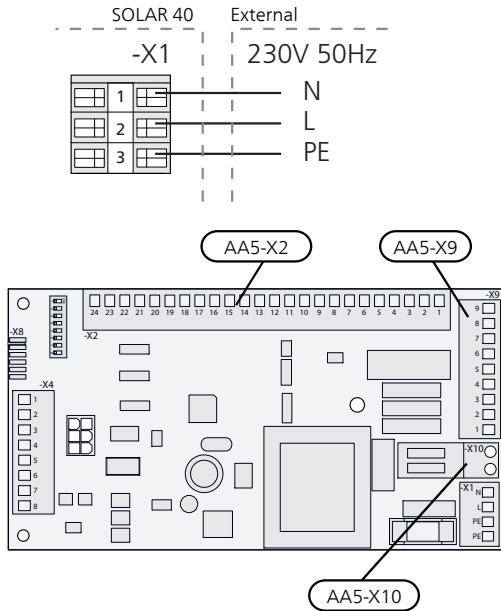 SOLAR 40 External
-X1 230V 50Hz
1 N
2 L
3 PE
AA5-X2 AA5-X9
-X9
24 23 22 21 20 19 18 17 16 15 14 13 12 11 10 9 8 7 6 5 4 3 2 1
-X2
-X8
9
8
7
6
5
4
3
2
1
-X4
1
2
3
4
5
6
7
8
-X10
-X1
N
L
PE
PE
AA5-X10